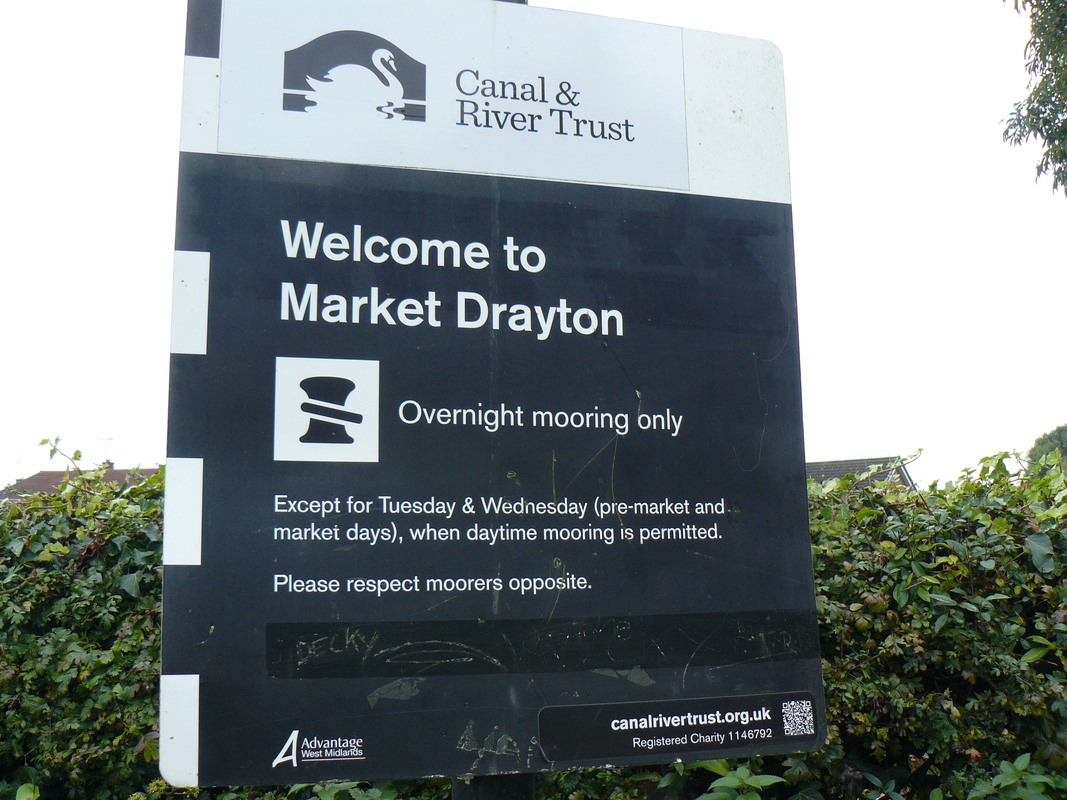 Canal &
River Trust
Welcome to
Market Drayton
Overnight mooring only
Except for Tuesday & Wednesday (pre-market and
market days), when daytime mooring is permitted.
Please respect moorers opposite.
BECKY
canalrivertrust.org.uk
Registered Charity 1146792
Advantage
West Midlands